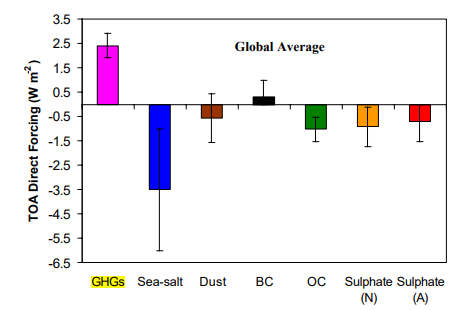 3.5
Global Average
2.5
1.5
0.5
-0.5
-1.5
-2.5
-3.5
-4.5
-5.5
-6.5
TOA Direct Forcing (W m⁻²)
GHGs Sea-salt Dust BC OC Sulphate Sulphate
(N) (A)